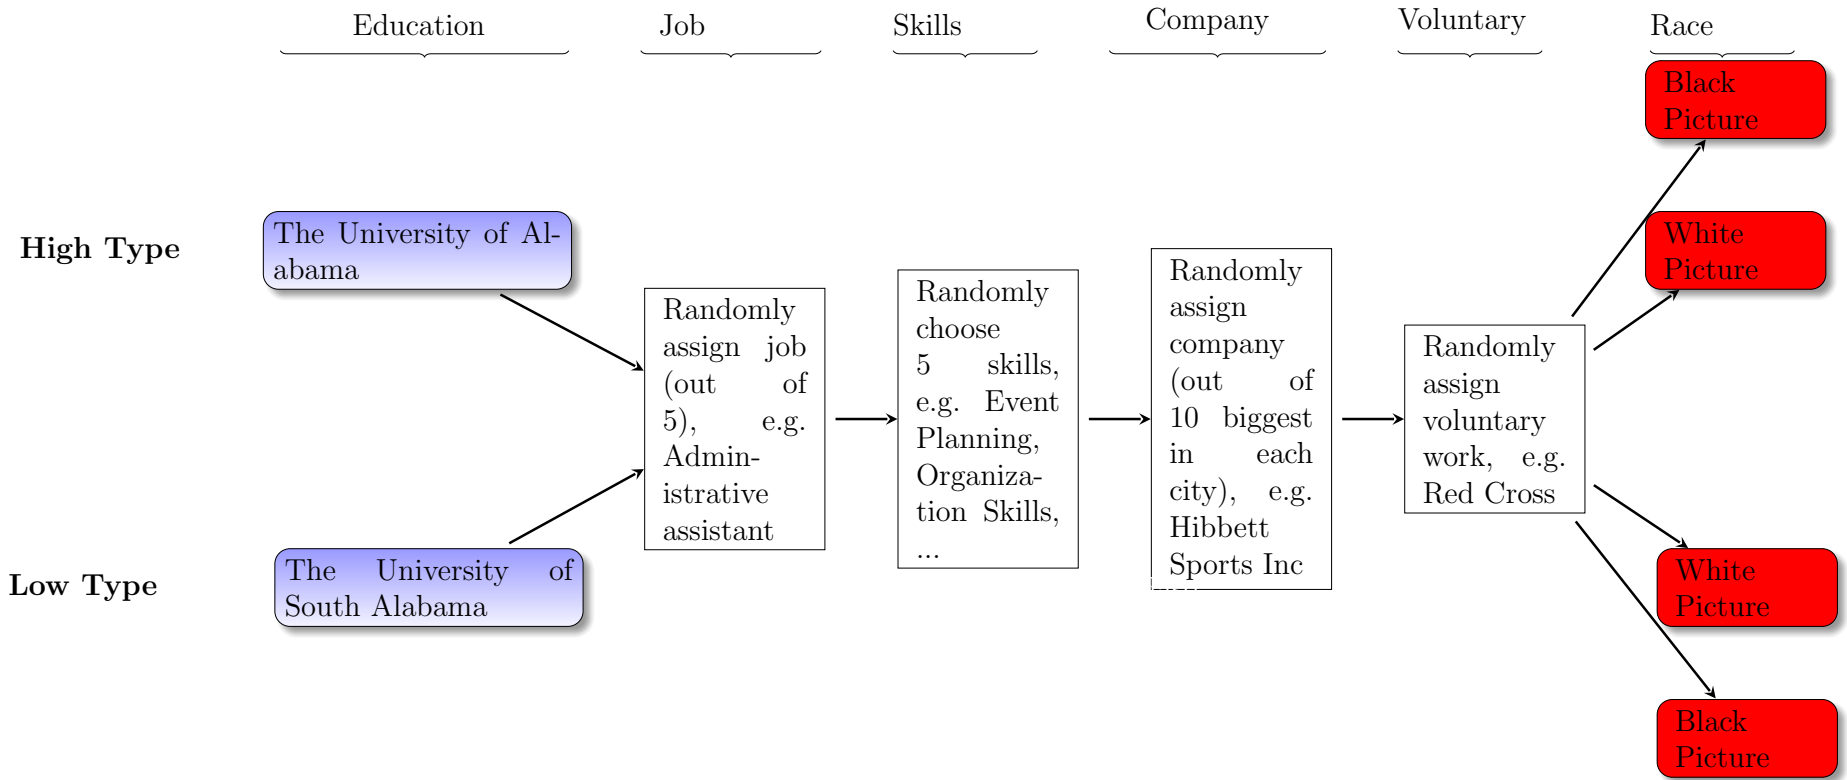 Education
Job
Skills
Company
Voluntary
Race
High Type
Low Type
The University of Al-
abama
The University of
South Alabama
Randomly
assign job
(out of
5), e.g.
Admin-
istrative
assistant
Randomly
choose
5 skills,
e.g. Event
Planning,
Organiza-
tion Skills,
...
Randomly
assign
company
(out of
10 biggest
in each
city), e.g.
Hibbett
Sports Inc
Randomly
assign
voluntary
work, e.g.
Red Cross
Black
Picture
White
Picture
White
Picture
Black
Picture